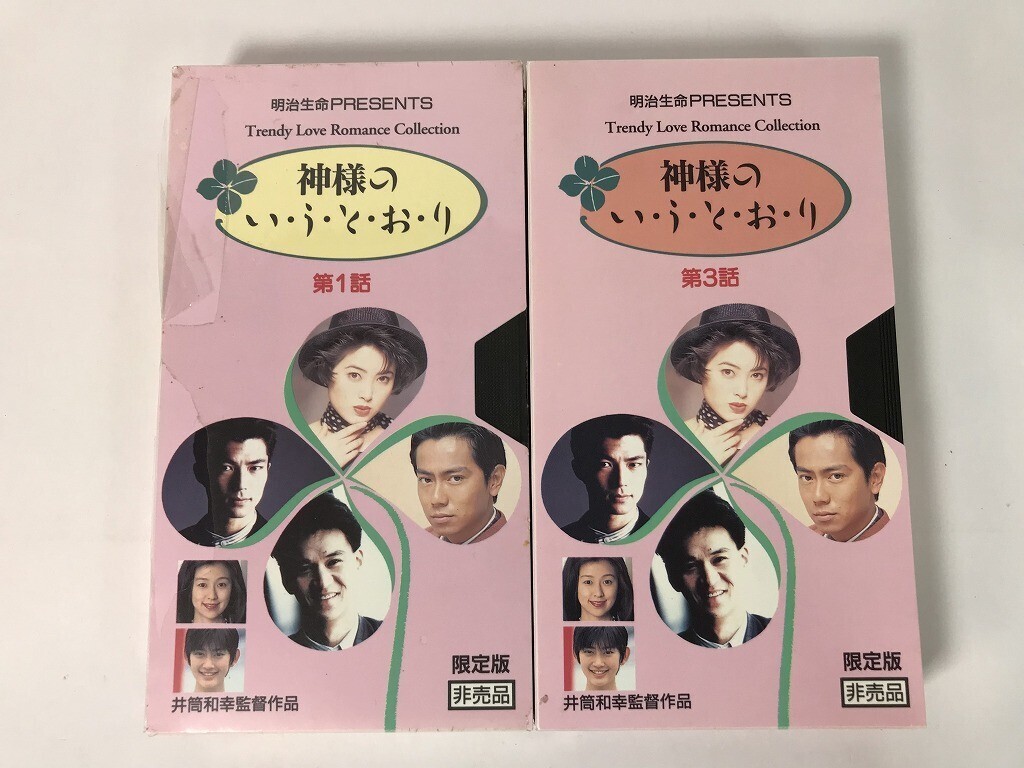 明治生命PRESENTS
Trendy Love Romance Collection
神様の
い・う・と・お・り
第1話
限定版
非売品
井筒和幸監督作品
明治生命PRESENTS
Trendy Love Romance Collection
神様の
い・う・と・お・り
第3話
限定版
非売品
井筒和幸監督作品